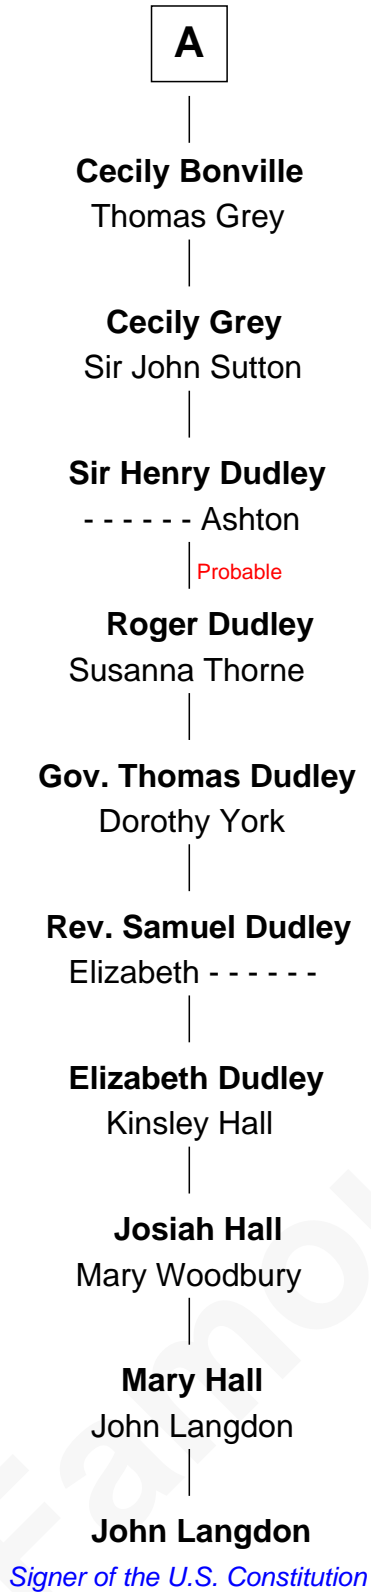 A
Cecily Bonville
Thomas Grey
Cecily Grey
Sir John Sutton
Sir Henry Dudley
- - - - - - Ashton
Probable
Roger Dudley
Susanna Thorne
Gov. Thomas Dudley
Dorothy York
Rev. Samuel Dudley
Elizabeth - - - - - -
Elizabeth Dudley
Kinsley Hall
Josiah Hall
Mary Woodbury
Mary Hall
John Langdon
John Langdon
Signer of the U.S. Constitution